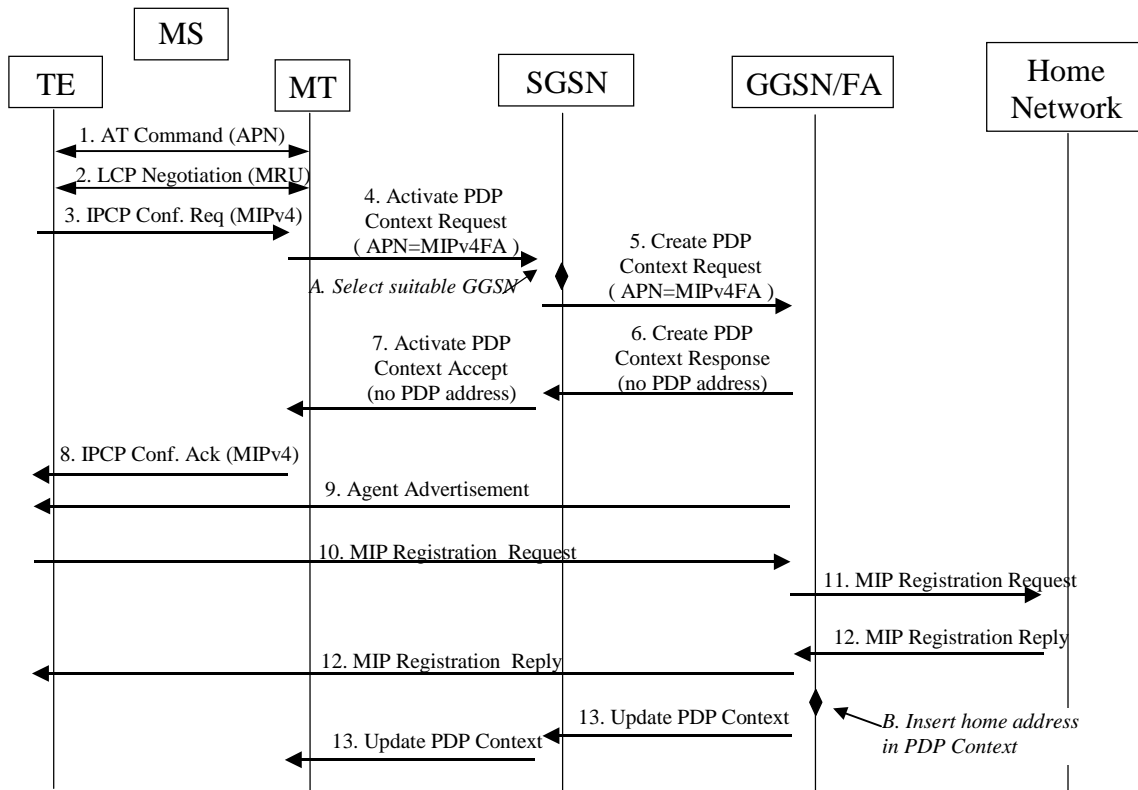 MS
TE
MT
SGSN
GGSN/FA
Home
Network
1. AT Command (APN)
2. LCP Negotiation (MRU)
3. IPCP Conf. Req (MIPv4)
4. Activate PDP
Context Request
( APN=MIPv4FA )
A. Select suitable GGSN
5. Create PDP
Context Request
( APN=MIPv4FA )
6. Create PDP
Context Response
(no PDP address)
7. Activate PDP
Context Accept
(no PDP address)
8. IPCP Conf. Ack (MIPv4)
9. Agent Advertisement
10. MIP Registration Request
11. MIP Registration Request
12. MIP Registration Reply
12. MIP Registration Reply
B. Insert home address
in PDP Context
13. Update PDP Context
13. Update PDP Context